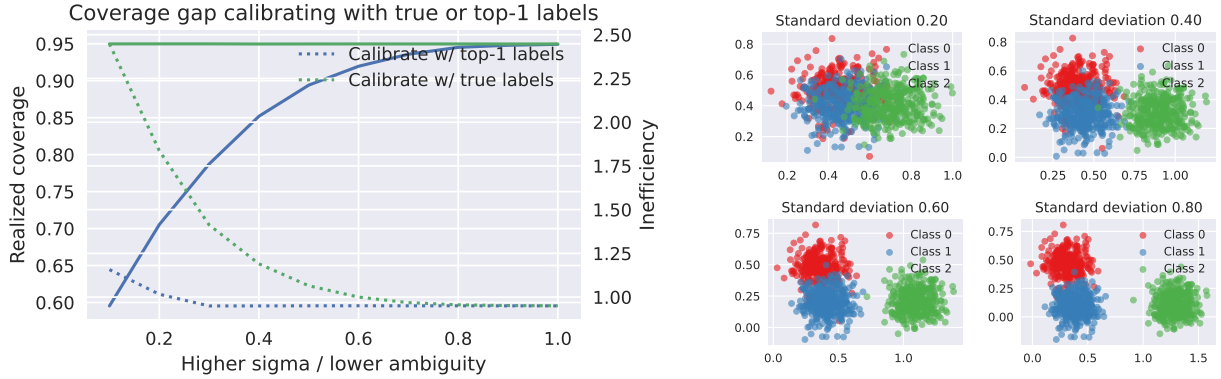 Coverage gap calibrating with true or top-1 labels
Realized coverage
0.95
0.90
0.85
0.80
0.75
0.70
0.65
0.60
Calibrate w/ top-1 labels
Calibrate w/ true labels
2.50
2.25
2.00
1.75
1.50
1.25
1.00
Inefficiency
0.2 0.4 0.6 0.8 1.0
Higher sigma / lower ambiguity
Standard deviation 0.20
0.8
0.6
0.4
0.2
Class 0
Class 1
Class 2
0.2 0.4 0.6 0.8 1.0
Standard deviation 0.40
0.8
0.6
0.4
0.2
0.0
Class 0
Class 1
Class 2
0.25 0.50 0.75 1.00
Standard deviation 0.60
0.75
0.50
0.25
0.00
Class 0
Class 1
Class 2
0.0 0.5 1.0
Standard deviation 0.80
0.75
0.50
0.25
0.00
Class 0
Class 1
Class 2
0.0 0.5 1.0 1.5